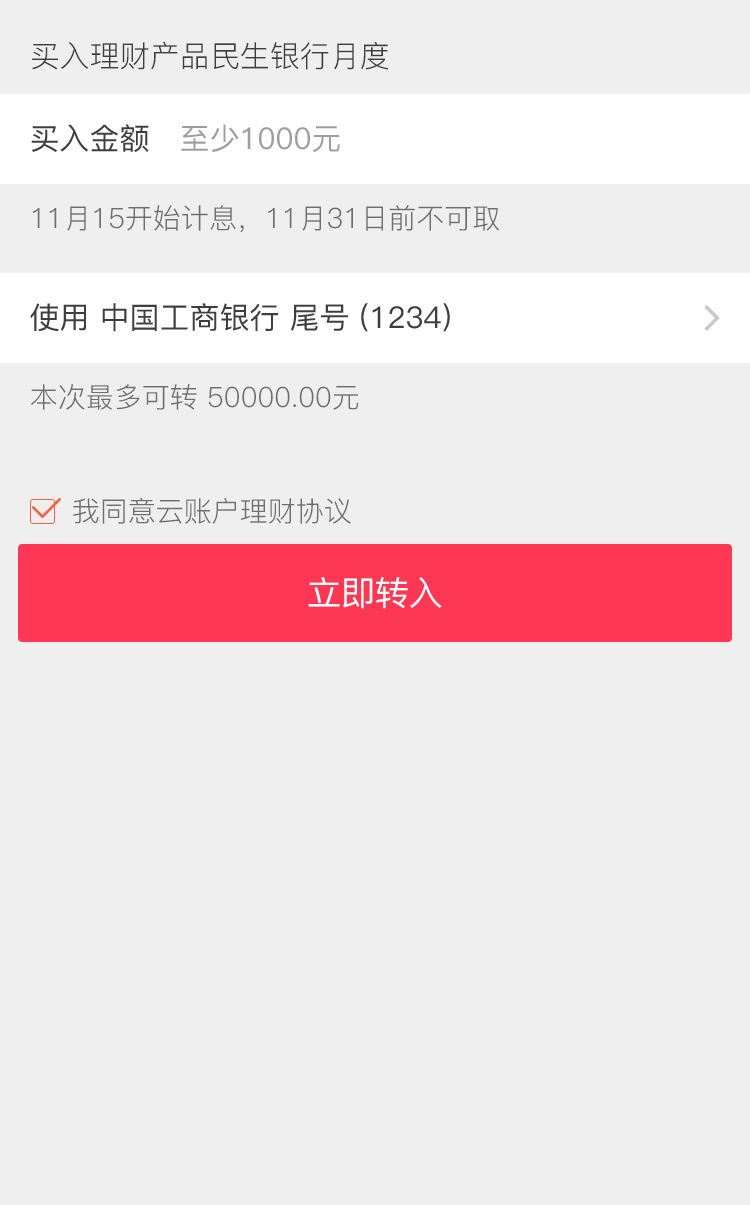 买入理财产品民生银行月度
买入金额 至少1000元
11月15开始计息，11月31日前不可取
使用 中国工商银行 尾号 (1234)
本次最多可转 50000.00元
我同意云账户理财协议
立即转入